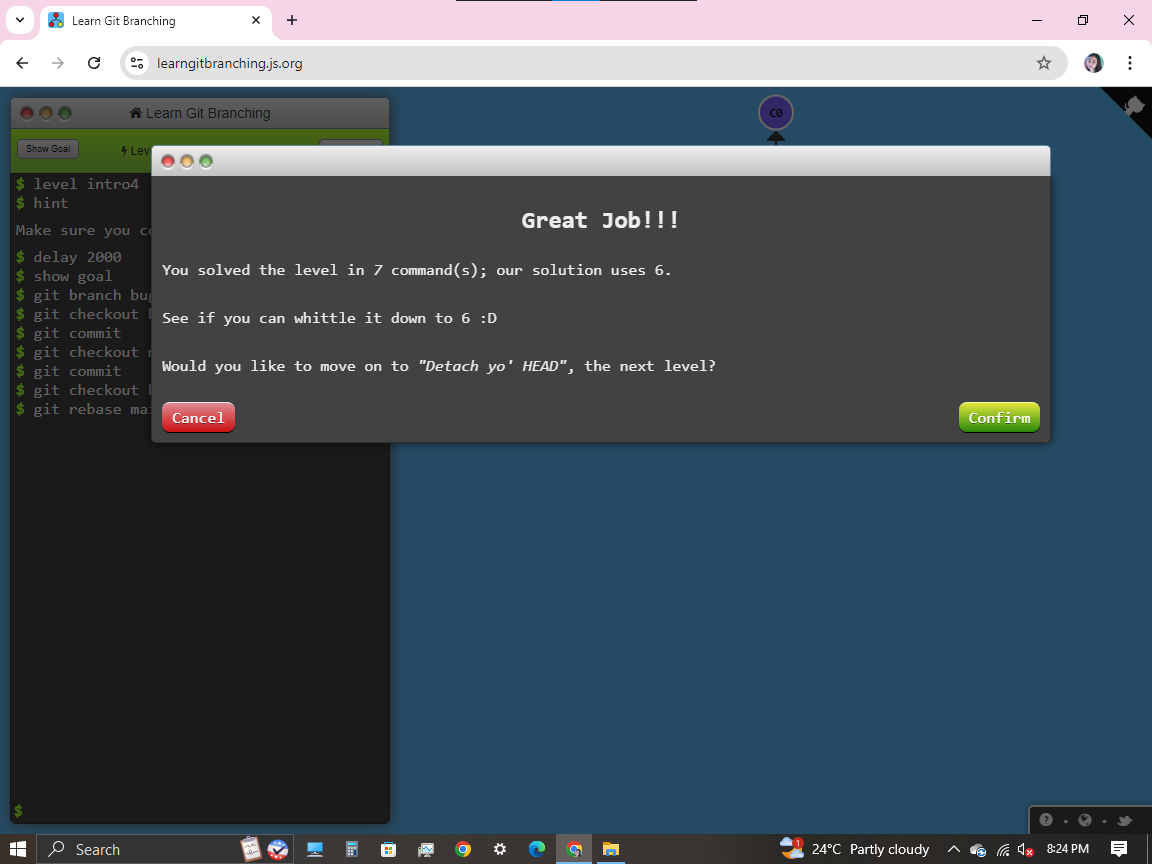 Learn Git Branching
learngitbranching.js.org
Learn Git Branching
C0
Show Goal
Lev
$ level intro4
$ hint
Make sure you co
$ delay 2000
$ show goal
$ git branch bug
$ git checkout
$ git commit
$ git checkout
$ git commit
$ git checkout
$ git rebase mai
$
Great Job!!!
You solved the level in 7 command(s); our solution uses 6.
See if you can whittle it down to 6 :D
Would you like to move on to "Detach yo' HEAD", the next level?
Cancel
Confirm
Search
1
24°C Partly cloudy
8:24 PM